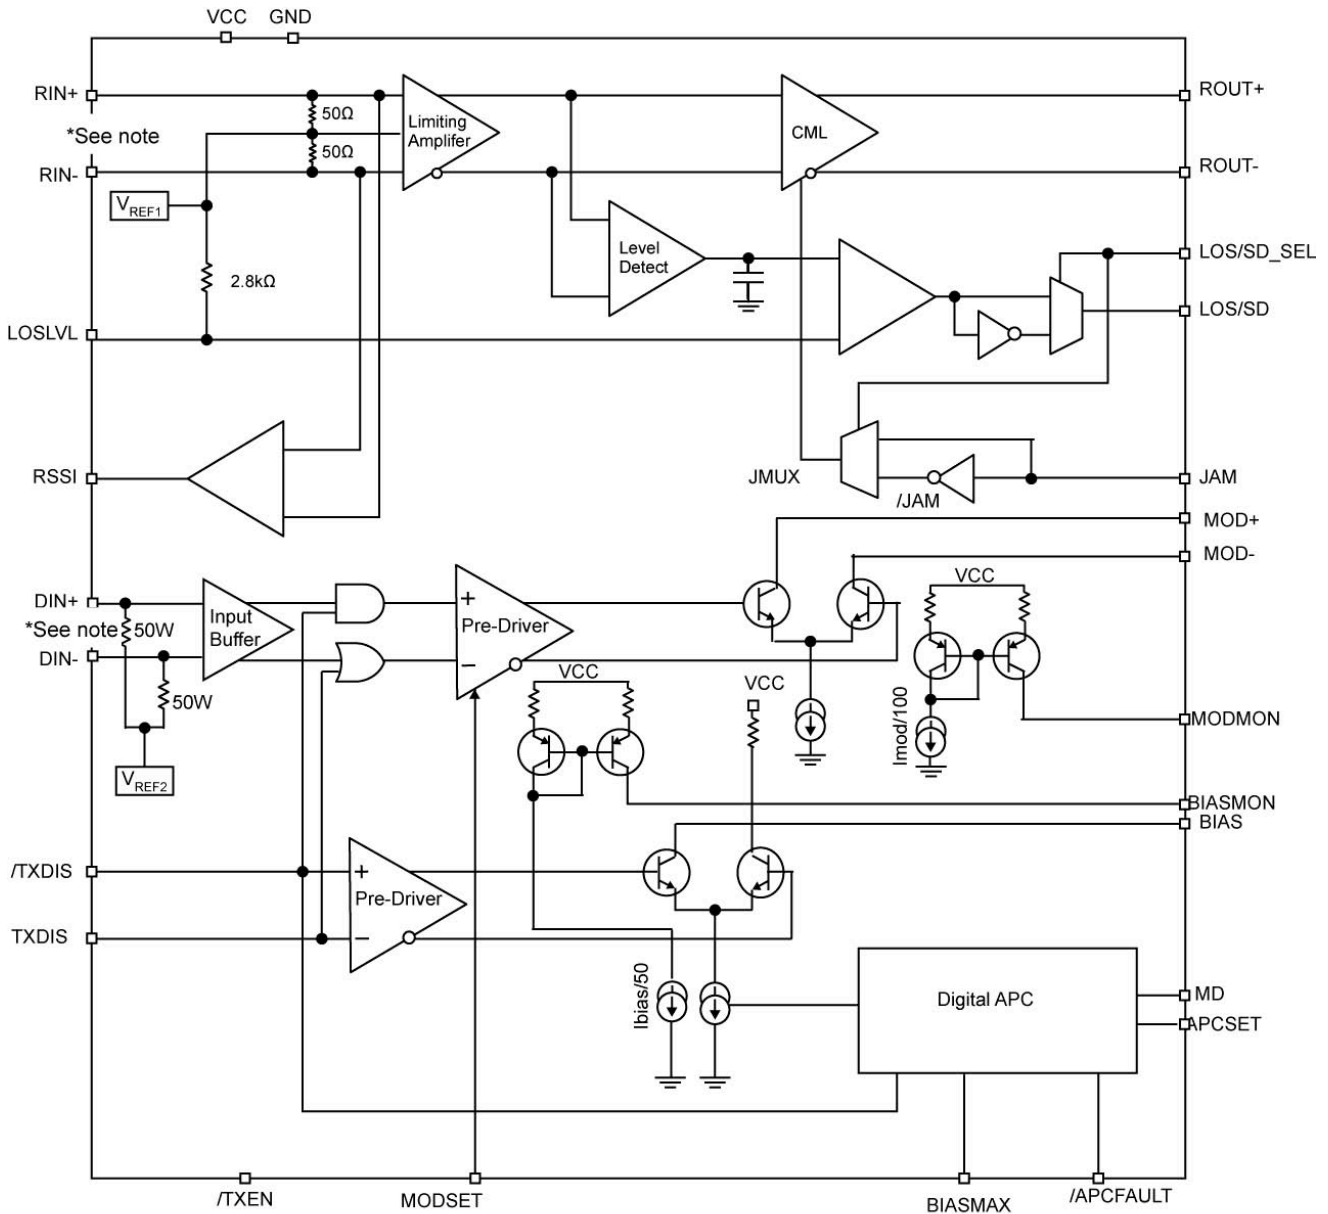 VCC GND
RIN+
ROUT+
50Ω
Limiting
Amplifer
CML
*See note
50Ω
RIN-
ROUT-
VREF1
Level
Detect
LOS/SD_SEL
2.8kΩ
LOS/SD
LOSLVL
RSSI
JMUX
/JAM
JAM
MOD+
MOD-
VCC
DIN+
Input
Buffer
+
Pre-Driver
−
*See note
50W
DIN-
50W
VCC
VCC
Imod/100
MODMON
VREF2
BIASMON
BIAS
/TXDIS
+
Pre-Driver
−
TXDIS
Ibias/50
Digital APC
MD
APCSET
/TXEN
MODSET
BIASMAX
/APCFAULT